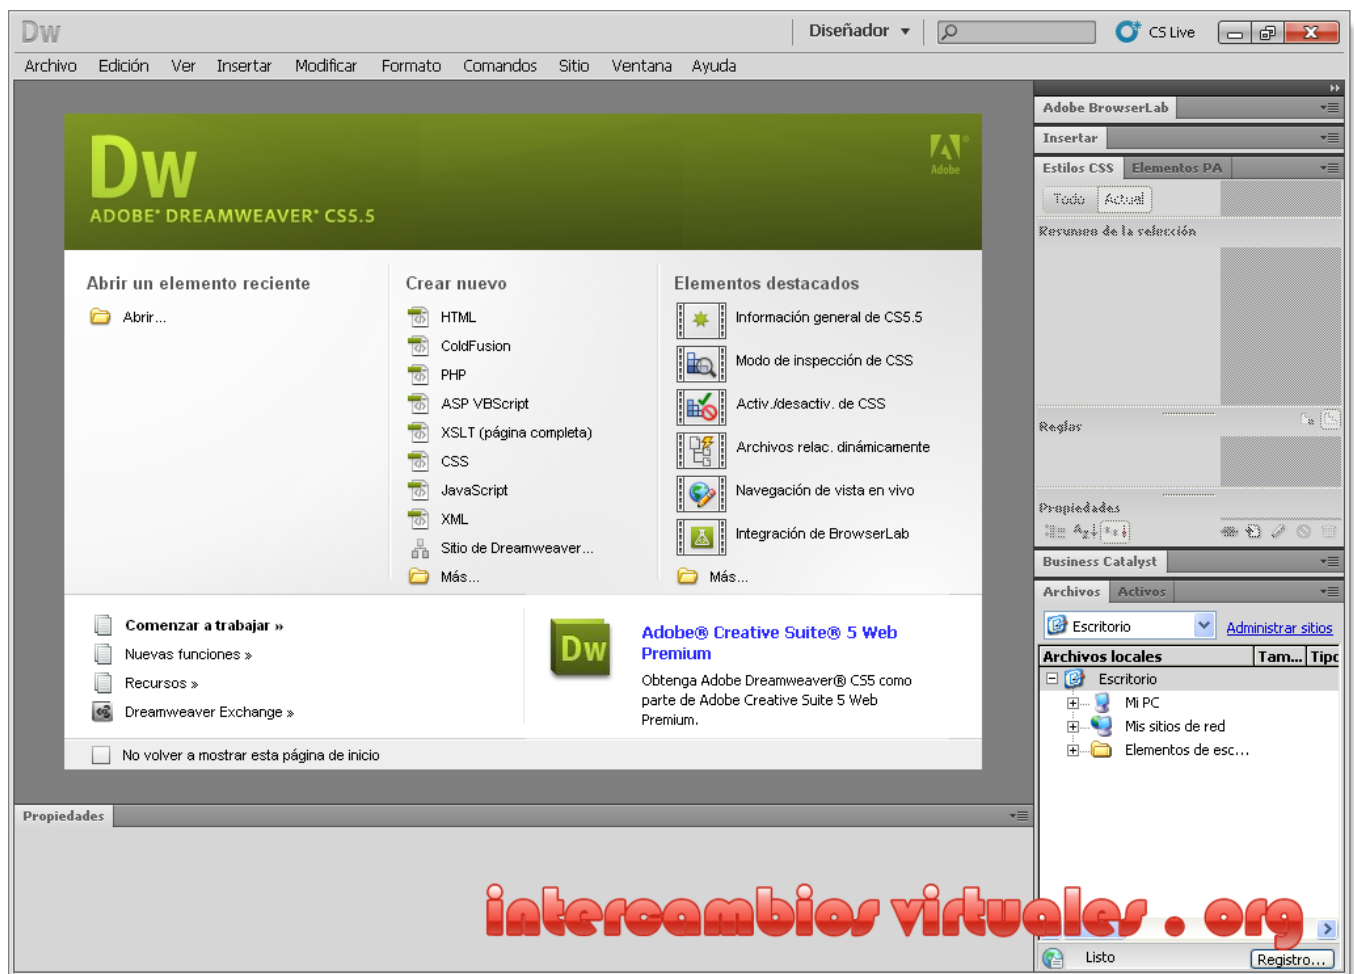 Dw
Diseñador
CS Live
Archivo Edición Ver Insertar Modificar Formato Comandos Sitio Ventana Ayuda
Adobe BrowserLab
Insertar
Estilos CSS Elementos PA
Todo Actual
Resumen de la selección
Reglas
Propiedades
Business Catalyst
Archivos Activos
Escritorio Administrar sitios
Archivos locales Tam... Tipo
Escritorio
Mi PC
Mis sitios de red
Elementos de esc...
Listo Registro...
Dw
Adobe
ADOBE® DREAMWEAVER® CS5.5
Abrir un elemento reciente
Abrir...
Crear nuevo
HTML
ColdFusion
PHP
ASP VBScript
XSLT (página completa)
CSS
JavaScript
XML
Sitio de Dreamweaver...
Más...
Elementos destacados
Información general de CS5.5
Modo de inspección de CSS
Activ./desactiv. de CSS
Archivos relac. dinámicamente
Navegación de vista en vivo
Integración de BrowserLab
Más...
Comenzar a trabajar »
Nuevas funciones »
Recursos »
Dreamweaver Exchange »
Dw
Adobe® Creative Suite® 5 Web
Premium
Obtenga Adobe Dreamweaver® CS5 como
parte de Adobe Creative Suite 5 Web
Premium.
No volver a mostrar esta página de inicio
Propiedades
intercambios virtuales . org